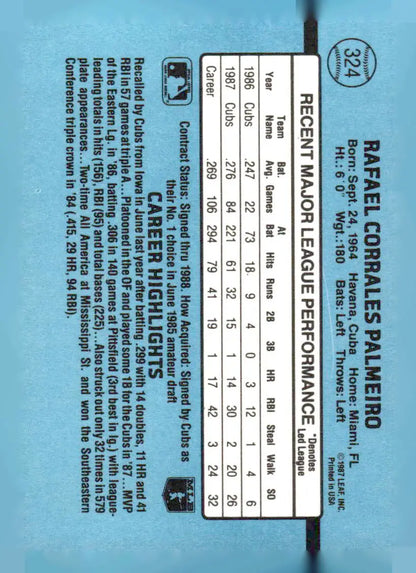 324
RAFAEL CORRALES PALMEIRO
Born: Sept. 24, 1964 Havana, Cuba Home: Miami, FL
Ht.: 6' 0" Wgt.:180 Bats: Left Throws: Left
©1987 LEAF, INC.
Printed in USA
RECENT MAJOR LEAGUE PERFORMANCE *Denotes Led League
Year Team Name Bat. Avg. Games At Bat Hits Runs 2B 3B HR RBI Steal Walk SO
1986 Cubs .247 22 73 18 9 4 0 3 12 1 4 6
1987 Cubs .276 84 221 61 32 15 1 14 30 2 20 26
Career .269 106 294 79 41 19 1 17 42 3 24 32
Contract Status: Signed thru 1988. How Acquired: Signed by Cubs as
their No. 1 choice in June 1985 amateur draft
CAREER HIGHLIGHTS
Recalled by Cubs from Iowa in June last year after batting .299 with 14 doubles, 11 HR and 41
RBI in 57 games at triple A...Platooned in the OF and played some 1B for the Cubs in '87...MVP
of the Eastern Lg. in '86, batting .306 in 140 games at Pittsfield (3rd best in lg.) with league-
leading totals in hits (156), RBI (95) and total bases (225)...Also struck out only 32 times in 579
plate appearances...Two-time All America at Mississippi St. and won the Southeastern
Conference triple crown in '84 (.415, 29 HR, 94 RBI).